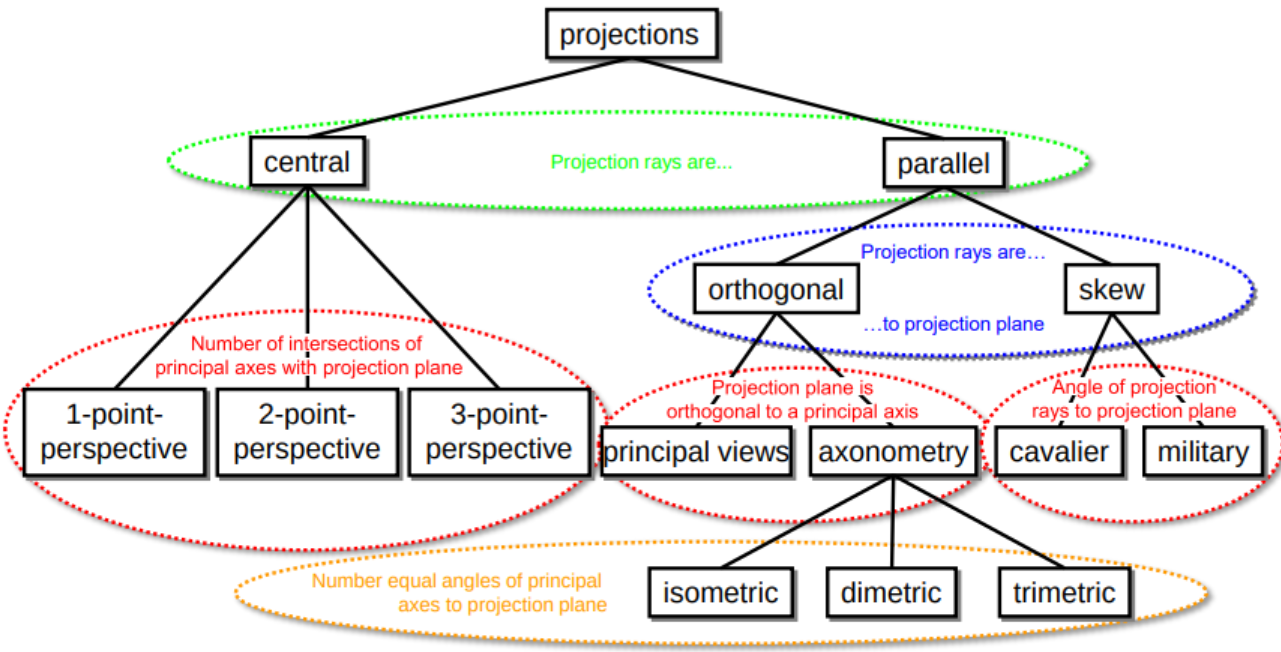 projections
central
Projection rays are...
parallel
Projection rays are...
orthogonal
skew
...to projection plane
Number of intersections of
principal axes with projection plane
Projection plane is
orthogonal to a principal axis
Angle of projection
rays to projection plane
1-point-
perspective
2-point-
perspective
3-point-
perspective
principal views
axonometry
cavalier
military
Number equal angles of principal
axes to projection plane
isometric
dimetric
trimetric